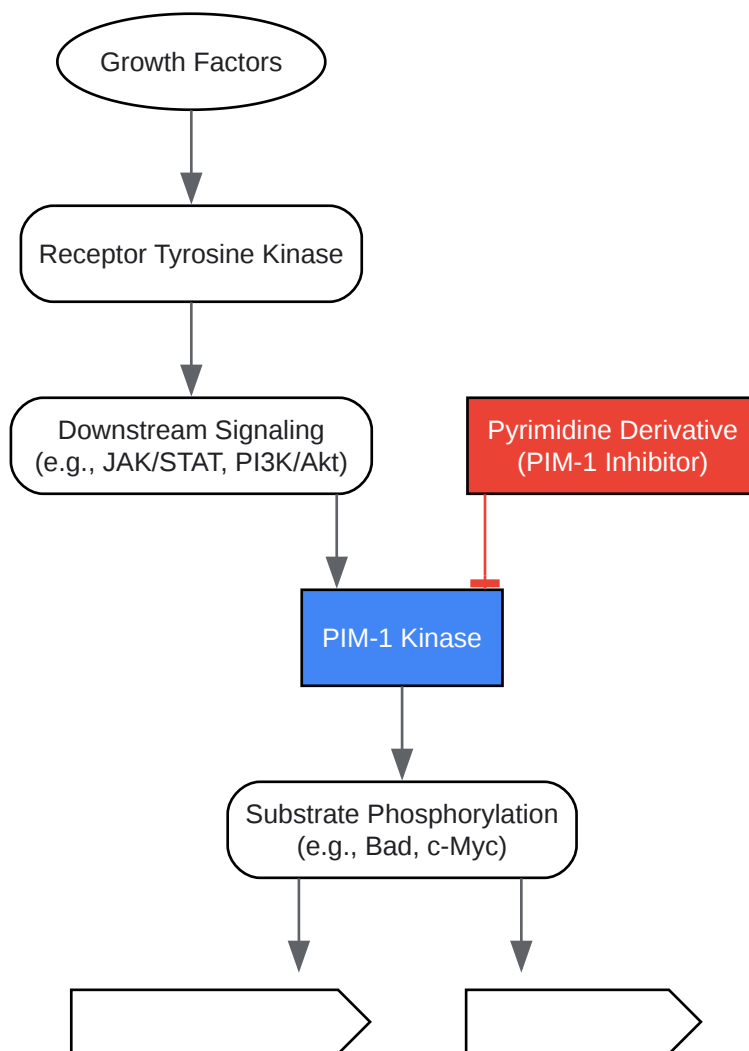 Growth Factors
Receptor Tyrosine Kinase
Downstream Signaling
(e.g., JAK/STAT, PI3K/Akt)
Pyrimidine Derivative
(PIM-1 Inhibitor)
PIM-1 Kinase
Substrate Phosphorylation
(e.g., Bad, c-Myc)